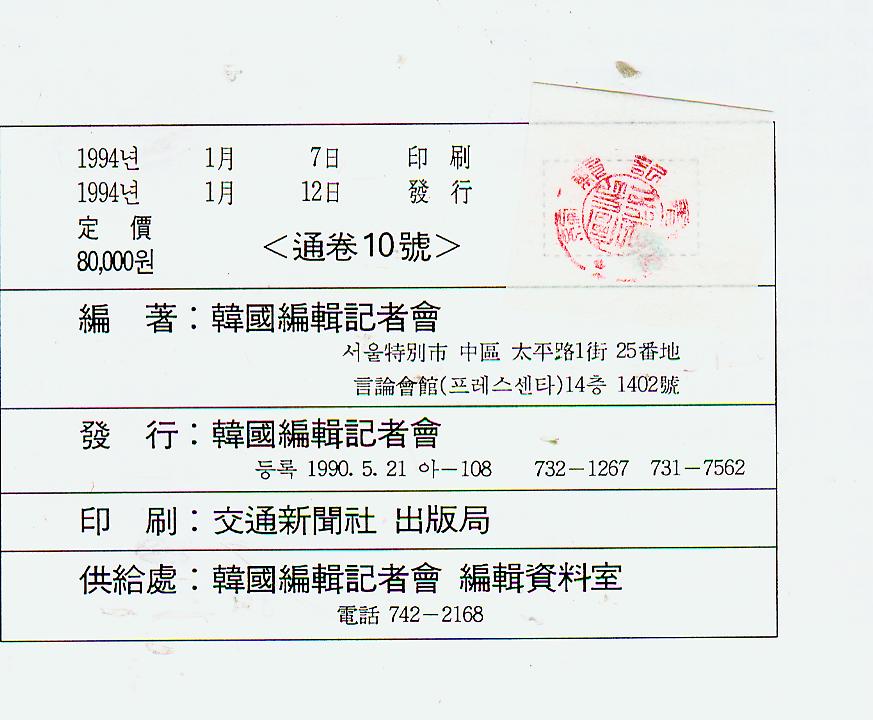 1994년 1月 7日 印 刷
1994년 1月 12日 發 行
定 價
80,000원
＜通卷10號＞
編 著：韓國編輯記者會
서울特別市 中區 太平路1街 25番地
言論會館(프레스센타)14층 1402號
發 行：韓國編輯記者會
등록 1990. 5. 21 아－108 732－1267 731－7562
印 刷：交通新聞社 出版局
供給處：韓國編輯記者會 編輯資料室
電話 742－2168